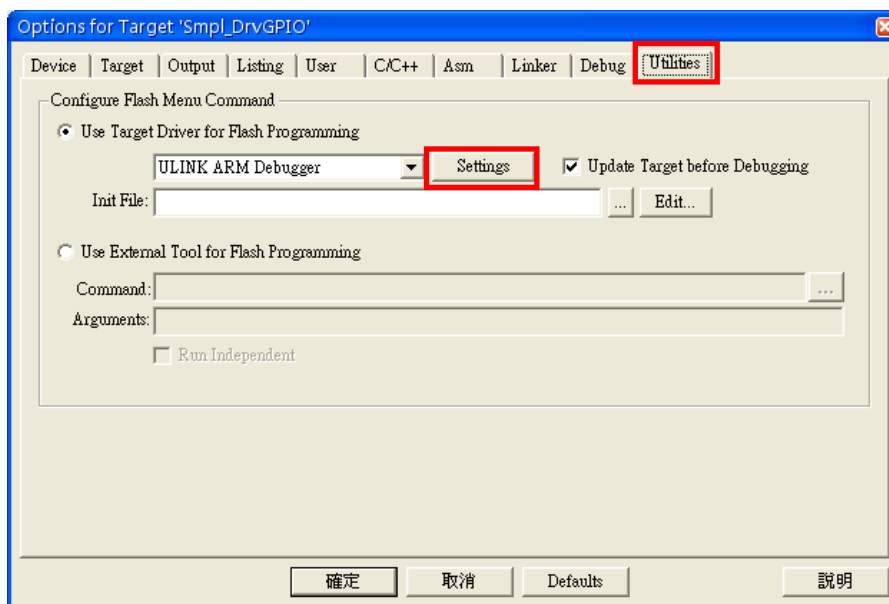 Options for Target 'Smpl_DrvGPIO'
Device Target Output Listing User C/C++ Asm Linker Debug Utilities
Configure Flash Menu Command
Use Target Driver for Flash Programming
ULINK ARM Debugger Settings Update Target before Debugging
Init File: ... Edit...
Use External Tool for Flash Programming
Command: ...
Arguments:
Run Independent
確定 取消 Defaults 説明